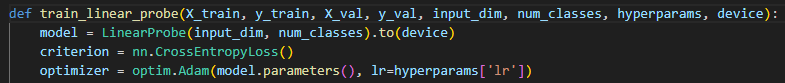 def train_linear_probe(X_train, y_train, X_val, y_val, input_dim, num_classes, hyperparams, device):
    model = LinearProbe(input_dim, num_classes).to(device)
    criterion = nn.CrossEntropyLoss()
    optimizer = optim.Adam(model.parameters(), lr=hyperparams['lr'])